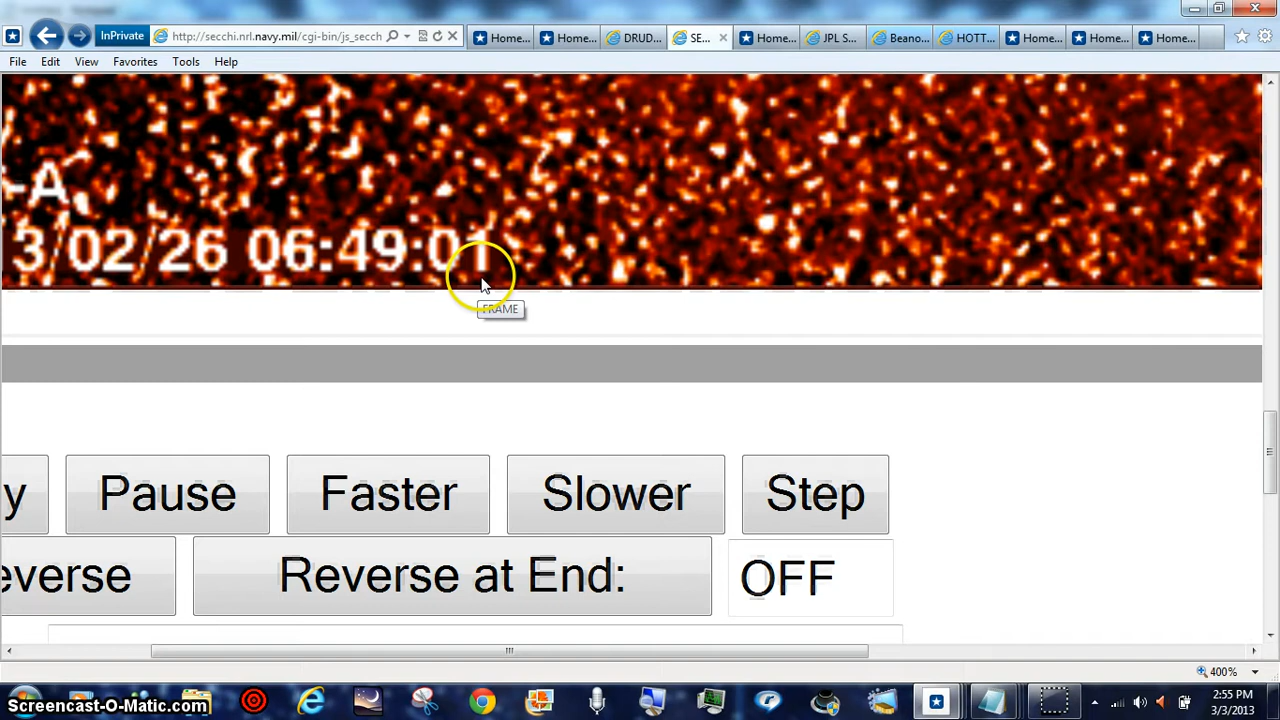 InPrivate
http://secchi.nrl.navy.mil/cgi-bin/js_secch
Home...
Home...
DRUD...
SE...
Home...
JPL S...
Beano...
HOTT...
Home...
Home...
Home...
File Edit View Favorites Tools Help
-A
3/02/26 06:49:01
FRAME
y Pause Faster Slower Step
everse Reverse at End: OFF
400%
2:55 PM
3/3/2013
Screencast-O-Matic.com